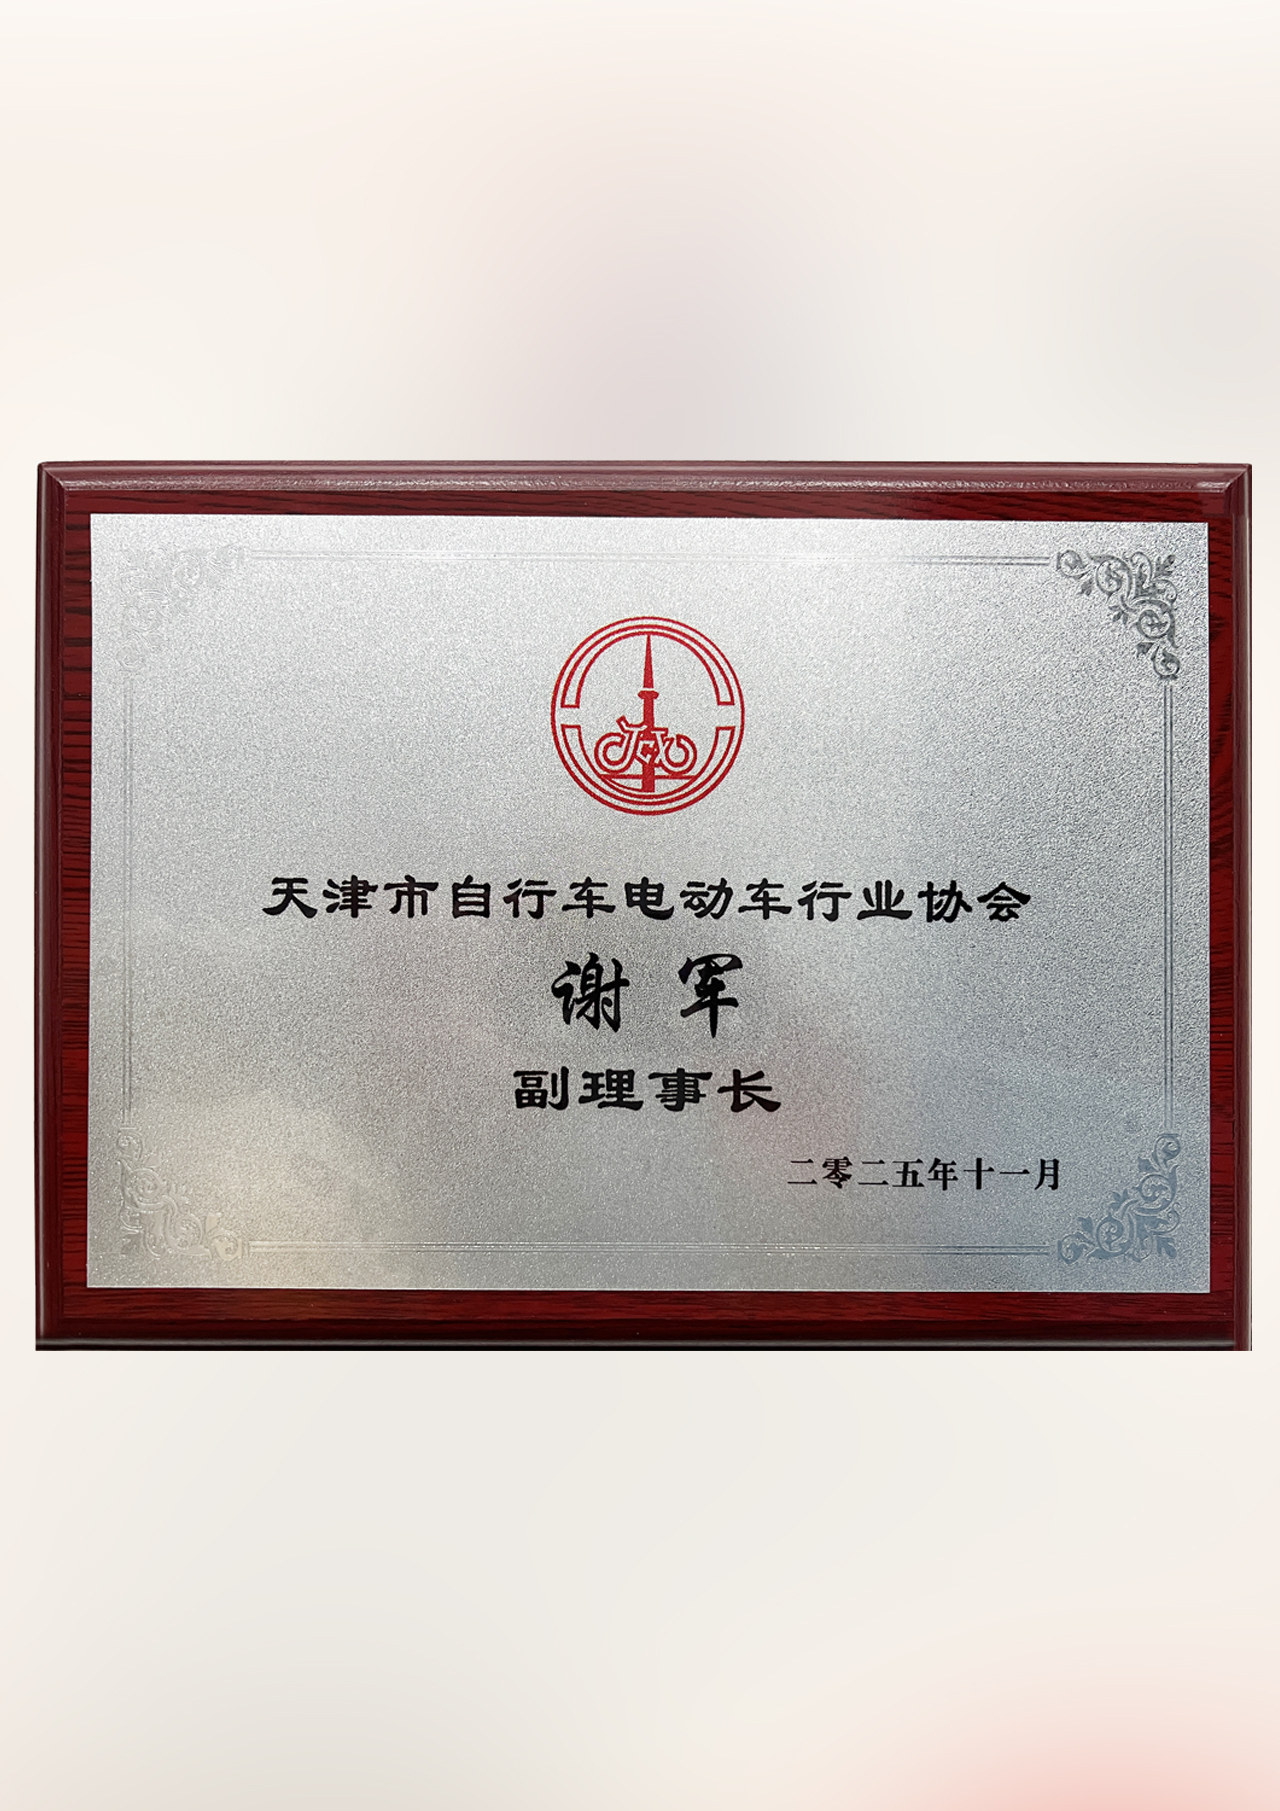 天津市自行车电动车行业协会
谢军
副理事长
二零二五年十一月